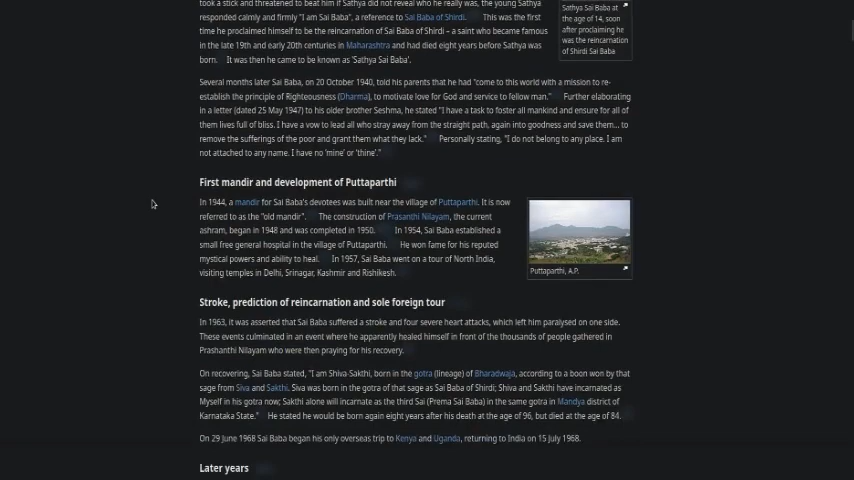 took a stick and threatened to beat him if Sathya did not reveal who he really was, the young Sathya
responded calmly and firmly "I am Sai Baba", a reference to Sai Baba of Shirdi. This was the first
time he proclaimed himself to be the reincarnation of Sai Baba of Shirdi – a saint who became famous
in the late 19th and early 20th centuries in Maharashtra and had died eight years before Sathya was
born. It was then he came to be known as 'Sathya Sai Baba'.
Sathya Sai Baba at
the age of 14, soon
after proclaiming he
was the reincarnation
of Shirdi Sai Baba
Several months later Sai Baba, on 20 October 1940, told his parents that he had "come to this world with a mission to re-
establish the principle of Righteousness (Dharma), to motivate love for God and service to fellow man." Further elaborating
in a letter (dated 25 May 1947) to his older brother Seshma, he stated "I have a task to foster all mankind and ensure for all of
them lives full of bliss. I have a vow to lead all who stray away from the straight path, again into goodness and save them... to
remove the sufferings of the poor and grant them what they lack." Personally stating, "I do not belong to any place. I am
not attached to any name. I have no 'mine' or 'thine'."
First mandir and development of Puttaparthi
In 1944, a mandir for Sai Baba's devotees was built near the village of Puttaparthi. It is now
referred to as the "old mandir". The construction of Prasanthi Nilayam, the current
ashram, began in 1948 and was completed in 1950. In 1954, Sai Baba established a
small free general hospital in the village of Puttaparthi. He won fame for his reputed
mystical powers and ability to heal. In 1957, Sai Baba went on a tour of North India,
visiting temples in Delhi, Srinagar, Kashmir and Rishikesh.
Puttaparthi, A.P.
Stroke, prediction of reincarnation and sole foreign tour
In 1963, it was asserted that Sai Baba suffered a stroke and four severe heart attacks, which left him paralysed on one side.
These events culminated in an event where he apparently healed himself in front of the thousands of people gathered in
Prashanthi Nilayam who were then praying for his recovery.
On recovering, Sai Baba stated, "I am Shiva-Sakthi, born in the gotra (lineage) of Bharadwaja, according to a boon won by that
sage from Siva and Sakthi. Siva was born in the gotra of that sage as Sai Baba of Shirdi; Shiva and Sakthi have incarnated as
Myself in his gotra now; Sakthi alone will incarnate as the third Sai (Prema Sai Baba) in the same gotra in Mandya district of
Karnataka State." He stated he would be born again eight years after his death at the age of 96, but died at the age of 84.
On 29 June 1968 Sai Baba began his only overseas trip to Kenya and Uganda, returning to India on 15 July 1968.
Later years